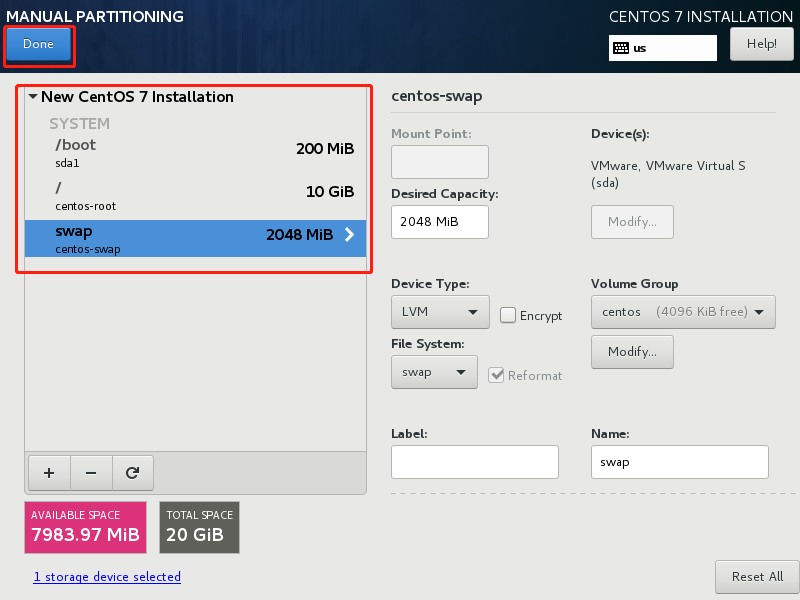 MANUAL PARTITIONING
CENTOS 7 INSTALLATION
Done
us
Help!
New CentOS 7 Installation
SYSTEM
/boot
200 MiB
sda1
/
10 GiB
centos-root
swap
2048 MiB
centos-swap
+
−
AVAILABLE SPACE
7983.97 MiB
TOTAL SPACE
20 GiB
1 storage device selected
centos-swap
Mount Point:
Device(s):
VMware, VMware Virtual S
(sda)
Desired Capacity:
2048 MiB
Modify...
Device Type:
Volume Group
LVM
Encrypt
centos (4096 KiB free)
File System:
Modify...
swap
Reformat
Label:
Name:
swap
Reset All